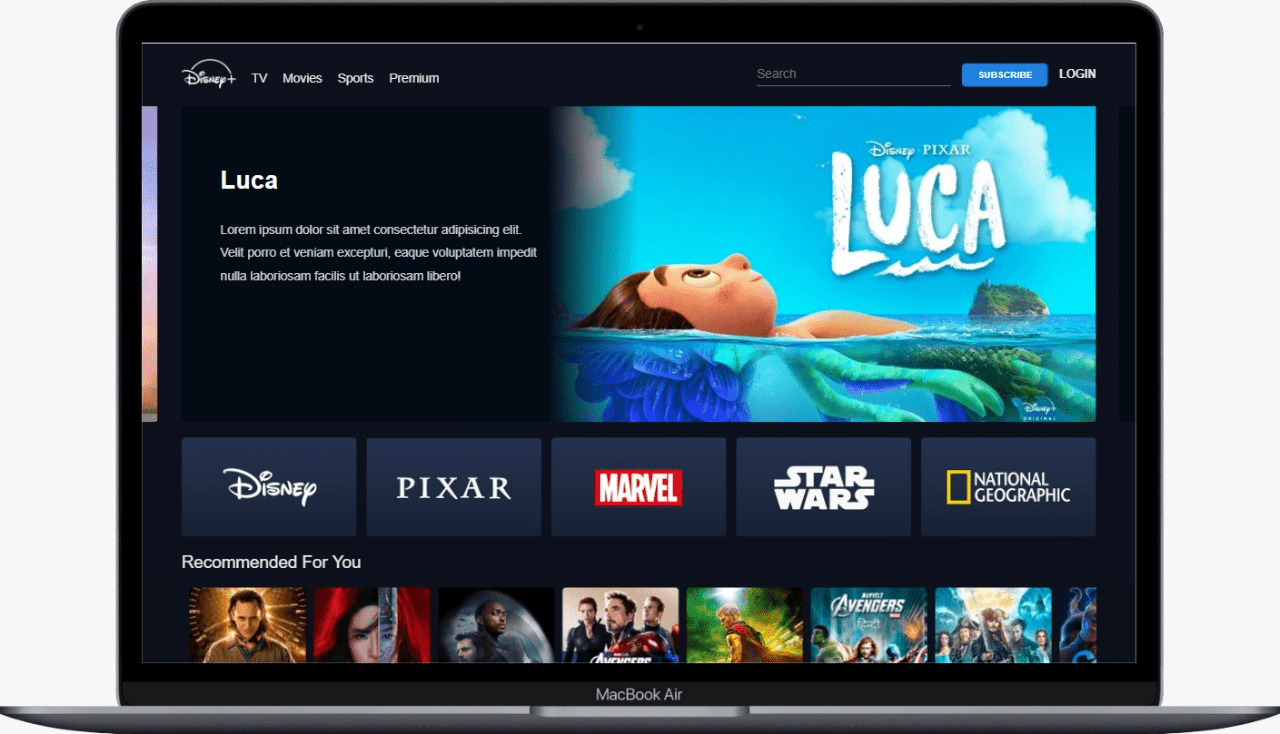 Disney+ TV Movies Sports Premium Search SUBSCRIBE LOGIN
Luca
Lorem ipsum dolor sit amet consectetur adipisicing elit.
Velit porro et veniam excepturi, eaque voluptatem impedit
nulla laboriosam facilis ut laboriosam libero!
Disney · PIXAR
LUCA
Disney+
ORIGINAL
Disney PIXAR MARVEL STAR WARS NATIONAL GEOGRAPHIC
Recommended For You
AVENGERS
MARVEL'S
AVENGERS
हिन्दी
MacBook Air